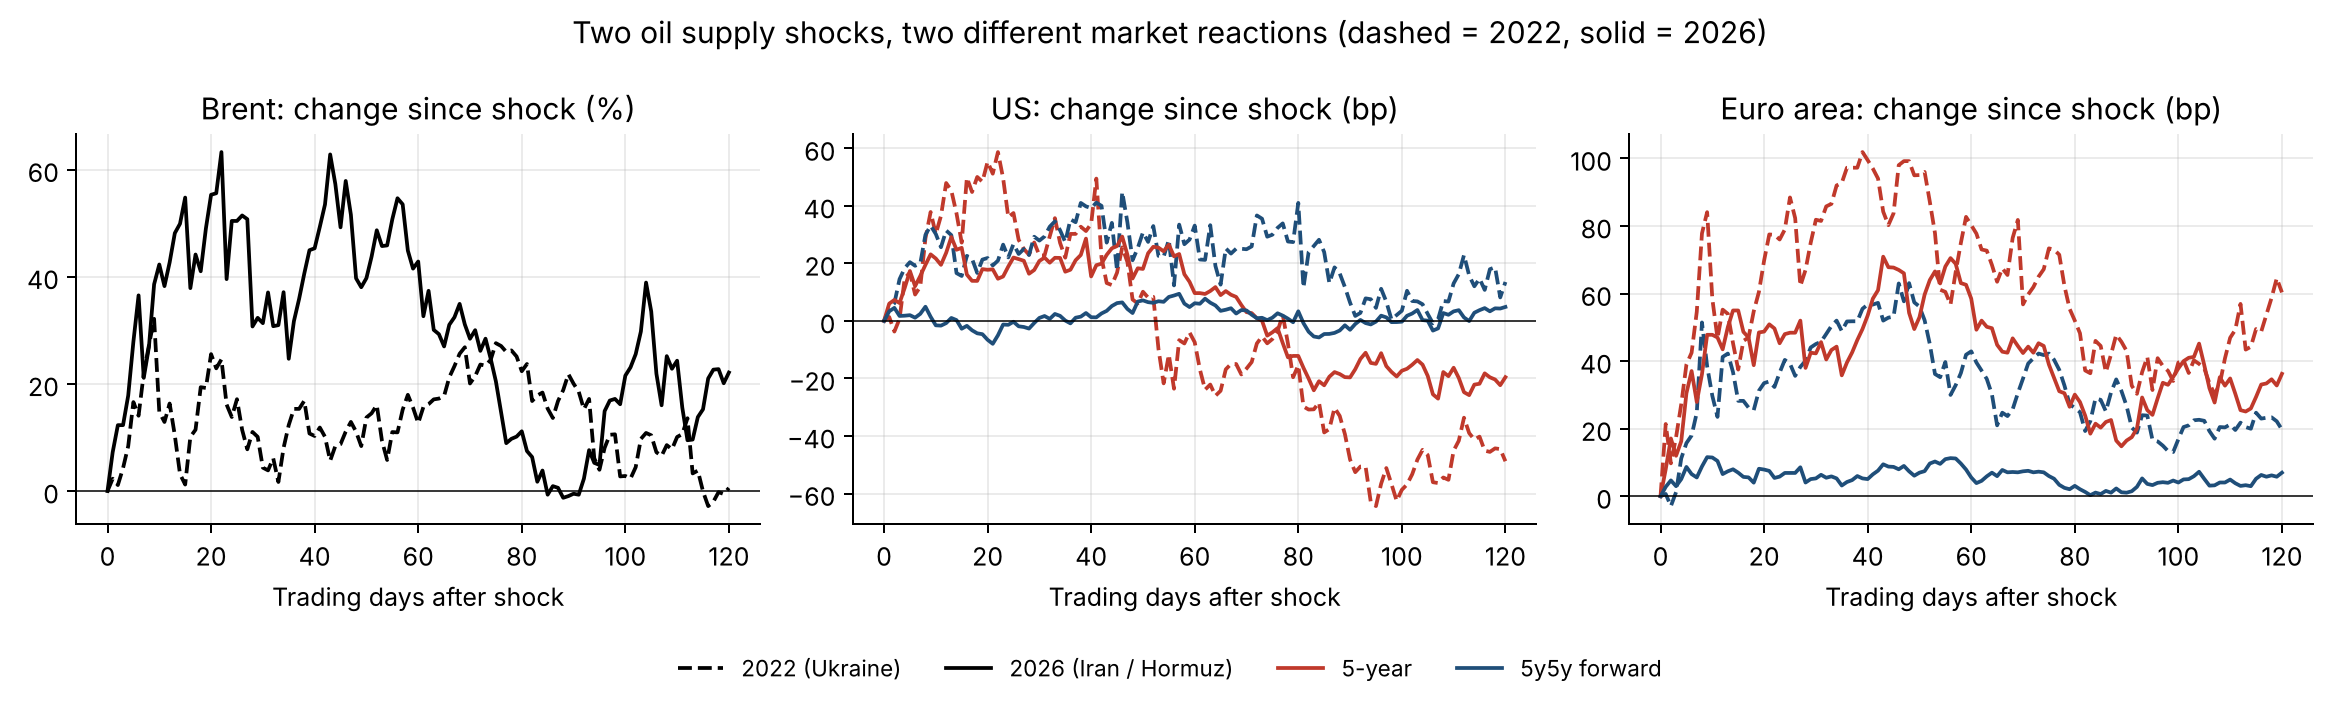 Two oil supply shocks, two different market reactions (dashed = 2022, solid = 2026)
Brent: change since shock (%)
60
40
20
0
0 20 40 60 80 100 120
Trading days after shock
US: change since shock (bp)
60
40
20
0
−20
−40
−60
0 20 40 60 80 100 120
Trading days after shock
Euro area: change since shock (bp)
100
80
60
40
20
0
0 20 40 60 80 100 120
Trading days after shock
2022 (Ukraine) 2026 (Iran / Hormuz) 5-year 5y5y forward